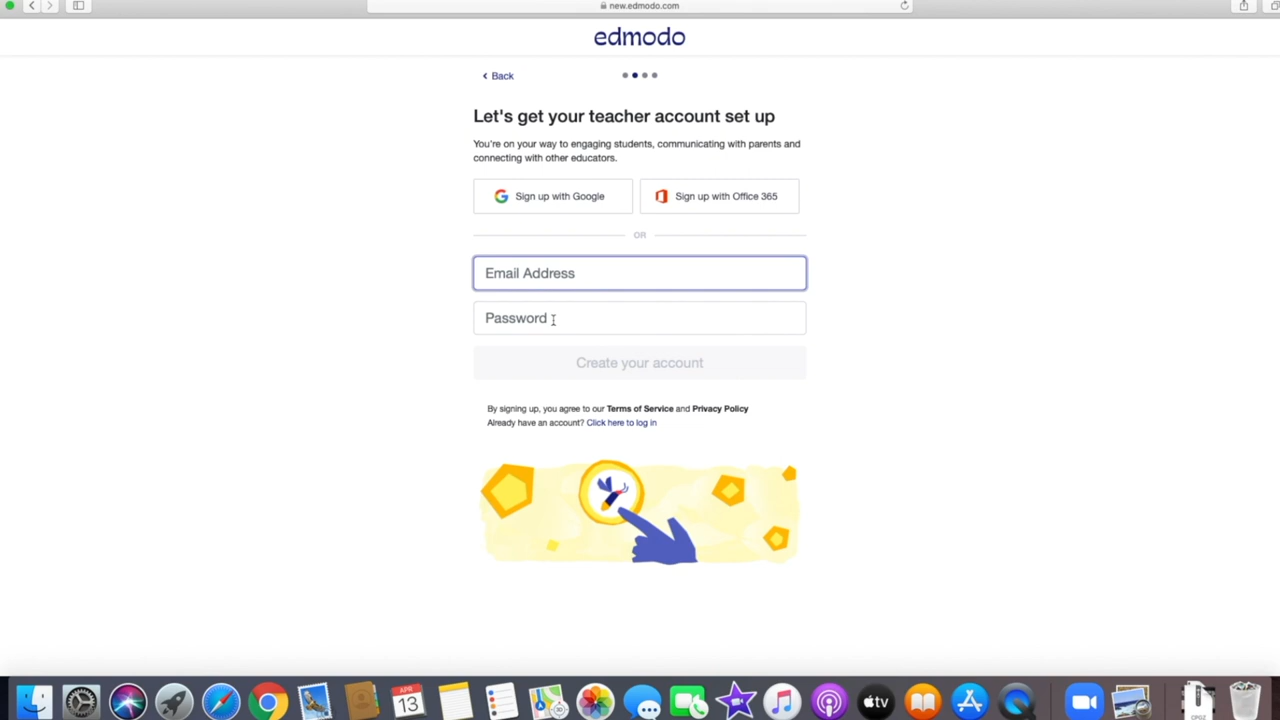 new.edmodo.com
edmodo
Back
Let's get your teacher account set up
You're on your way to engaging students, communicating with parents and
connecting with other educators.
Sign up with Google
Sign up with Office 365
OR
Email Address
Password
Create your account
By signing up, you agree to our Terms of Service and Privacy Policy
Already have an account? Click here to log in
APR
13
tv